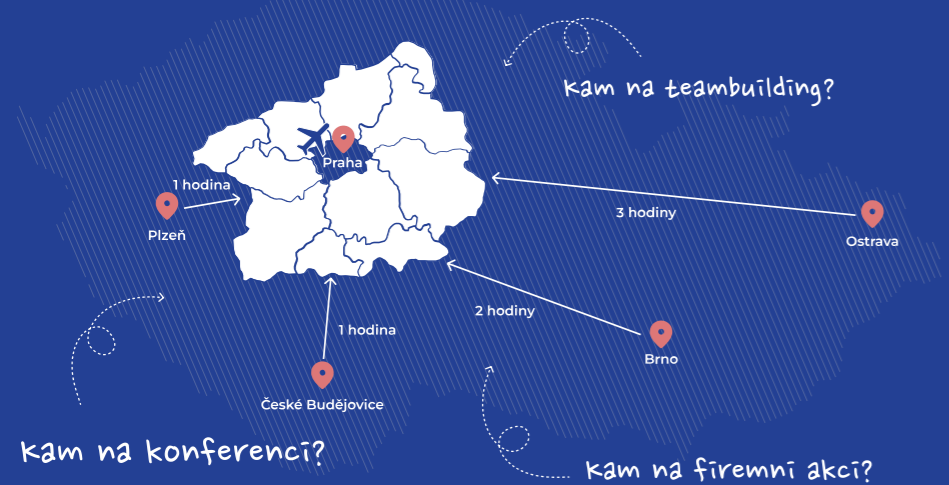 kam na teambuilding?
Praha
1 hodina
Plzeň
3 hodiny
Ostrava
2 hodiny
1 hodina
Brno
České Budějovice
kam na konferenci?
kam na firemní akci?